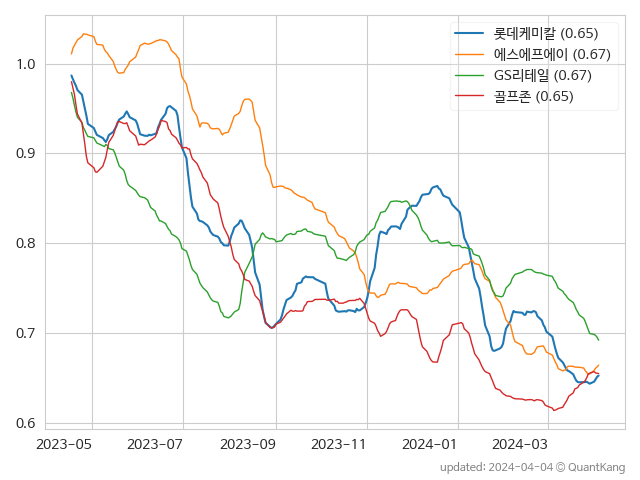 롯데케미칼 (0.65)
에스에프에이 (0.67)
GS리테일 (0.67)
골프존 (0.65)
1.0
0.9
0.8
0.7
0.6
2023-05 2023-07 2023-09 2023-11 2024-01 2024-03
updated: 2024-04-04 © QuantKang